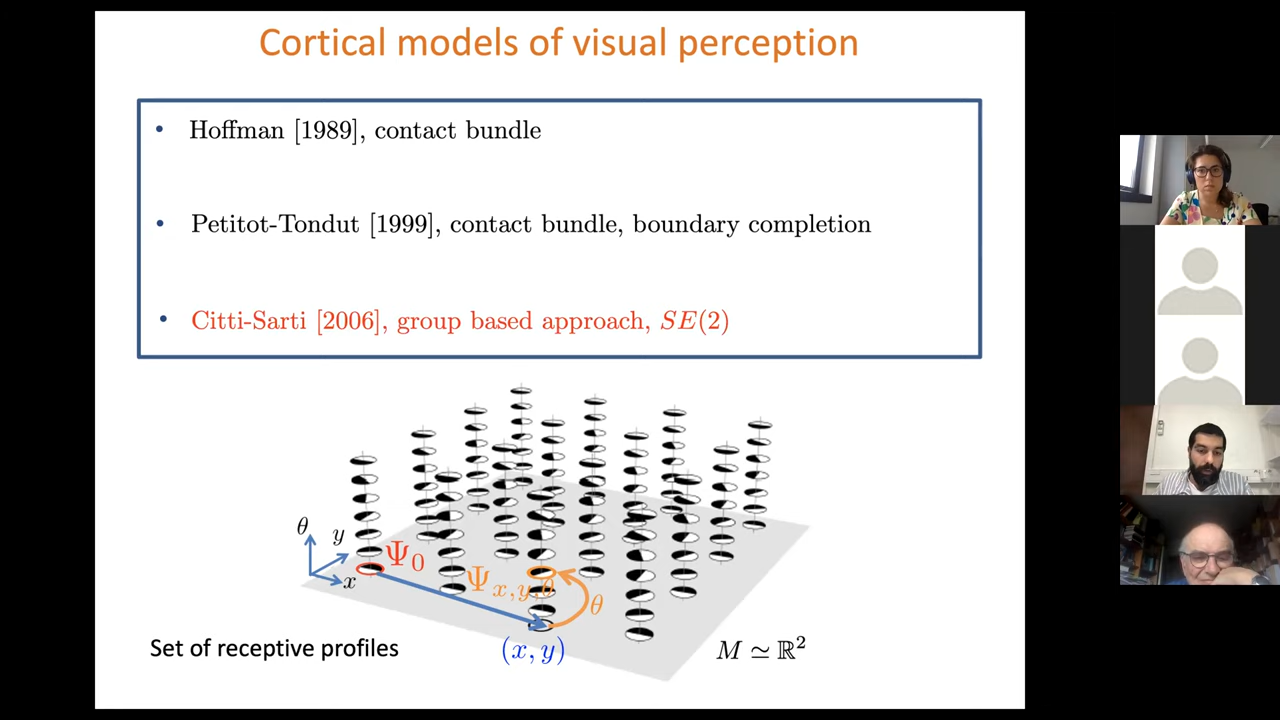 Cortical models of visual perception
• Hoffman [1989], contact bundle
• Petitot-Tondut [1999], contact bundle, boundary completion
• Citti-Sarti [2006], group based approach, SE(2)
θ
y
x
Ψ0
Ψx,y,θ
θ
(x, y)
Set of receptive profiles
M ≃ ℝ²